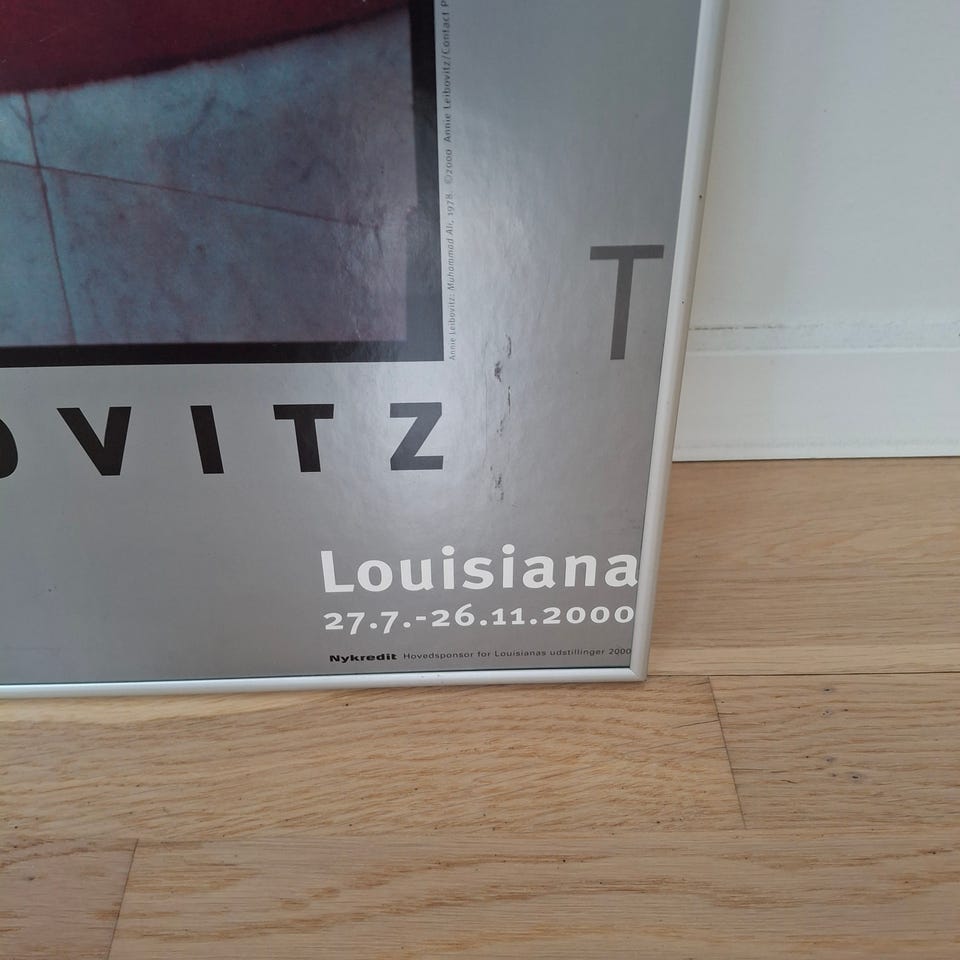 Annie Leibovitz: Muhammad Ali, 1978. ©2000 Annie Leibovitz/Contact P
T
OVITZ
Louisiana
27.7.-26.11.2000
Nykredit Hovedsponsor for Louisianas udstillinger 2000